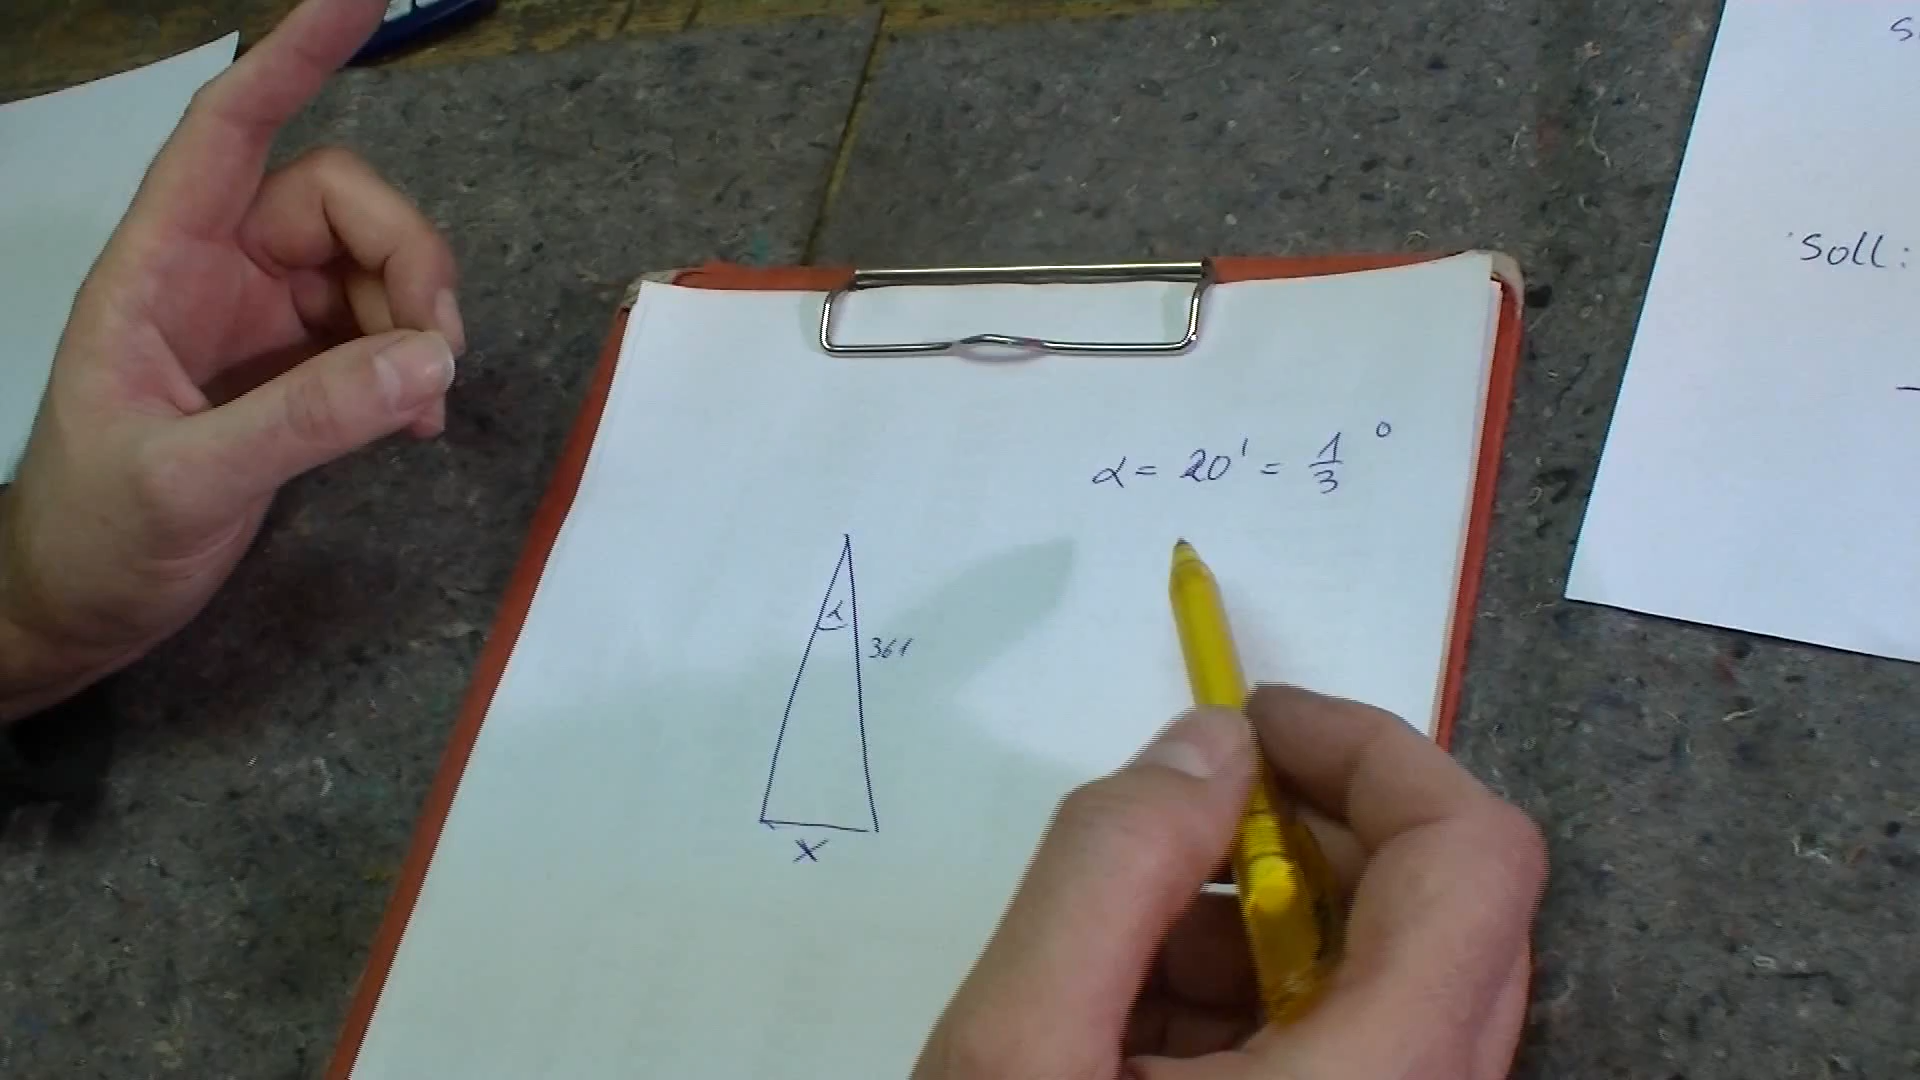 α = 20' = 1/3 °
α
361
x
Soll: